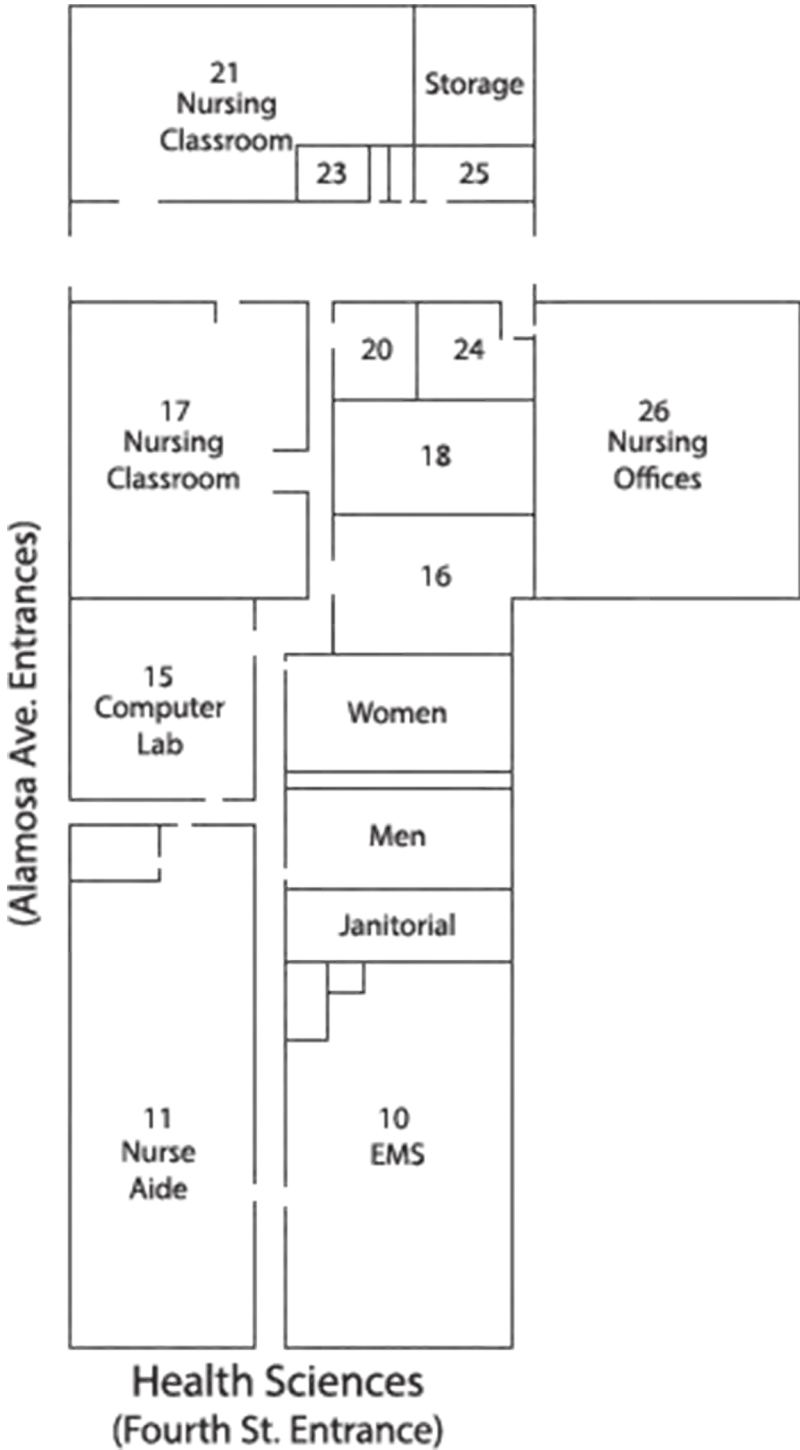 21
Nursing
Classroom
Storage
23
25
17
Nursing
Classroom
20
24
18
26
Nursing
Offices
16
(Alamosa Ave. Entrances)
15
Computer
Lab
Women
Men
Janitorial
11
Nurse
Aide
10
EMS
Health Sciences
(Fourth St. Entrance)